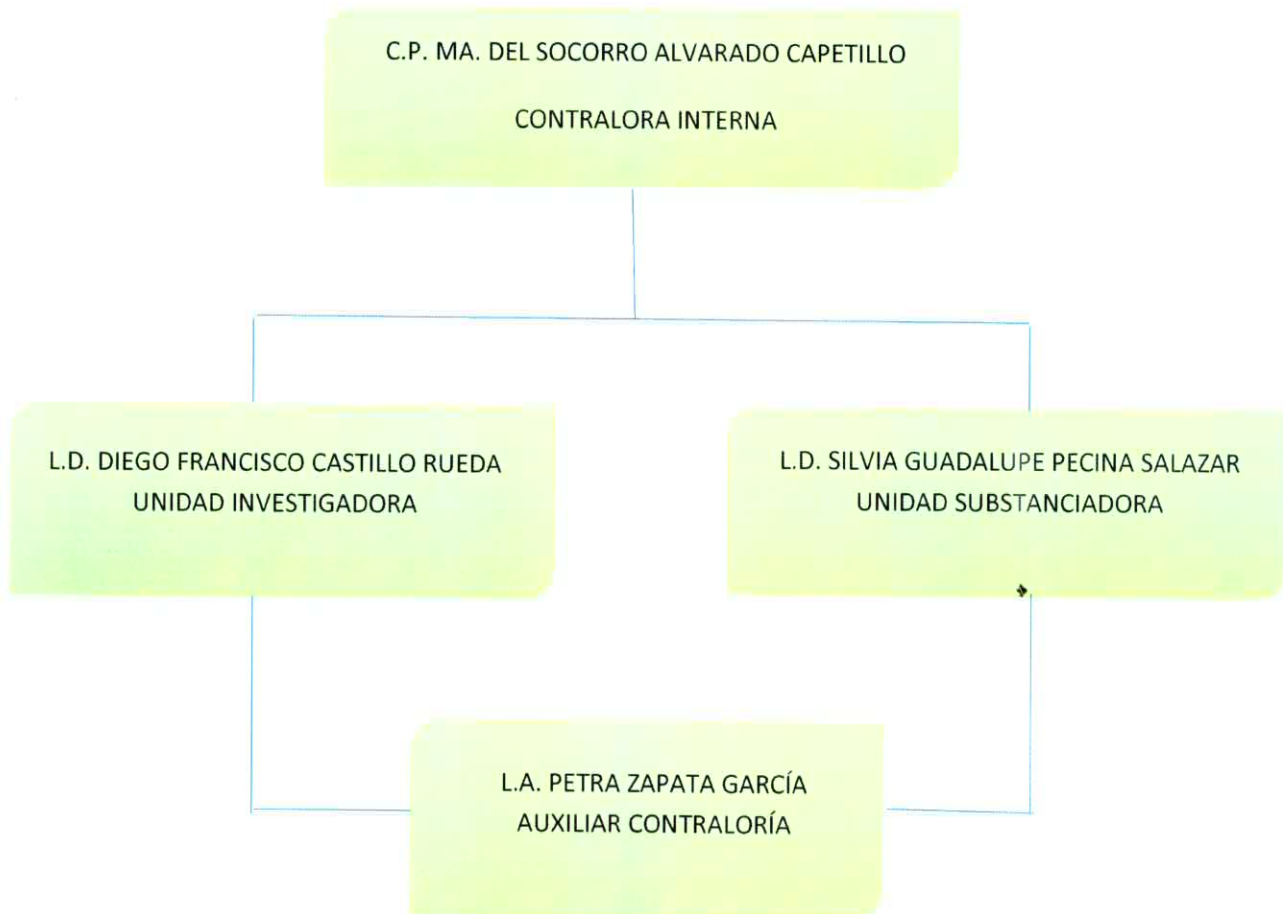 C.P. MA. DEL SOCORRO ALVARADO CAPETILLO
CONTRALORA INTERNA
L.D. DIEGO FRANCISCO CASTILLO RUEDA
UNIDAD INVESTIGADORA
L.D. SILVIA GUADALUPE PECINA SALAZAR
UNIDAD SUBSTANCIADORA
L.A. PETRA ZAPATA GARCÍA
AUXILIAR CONTRALORÍA